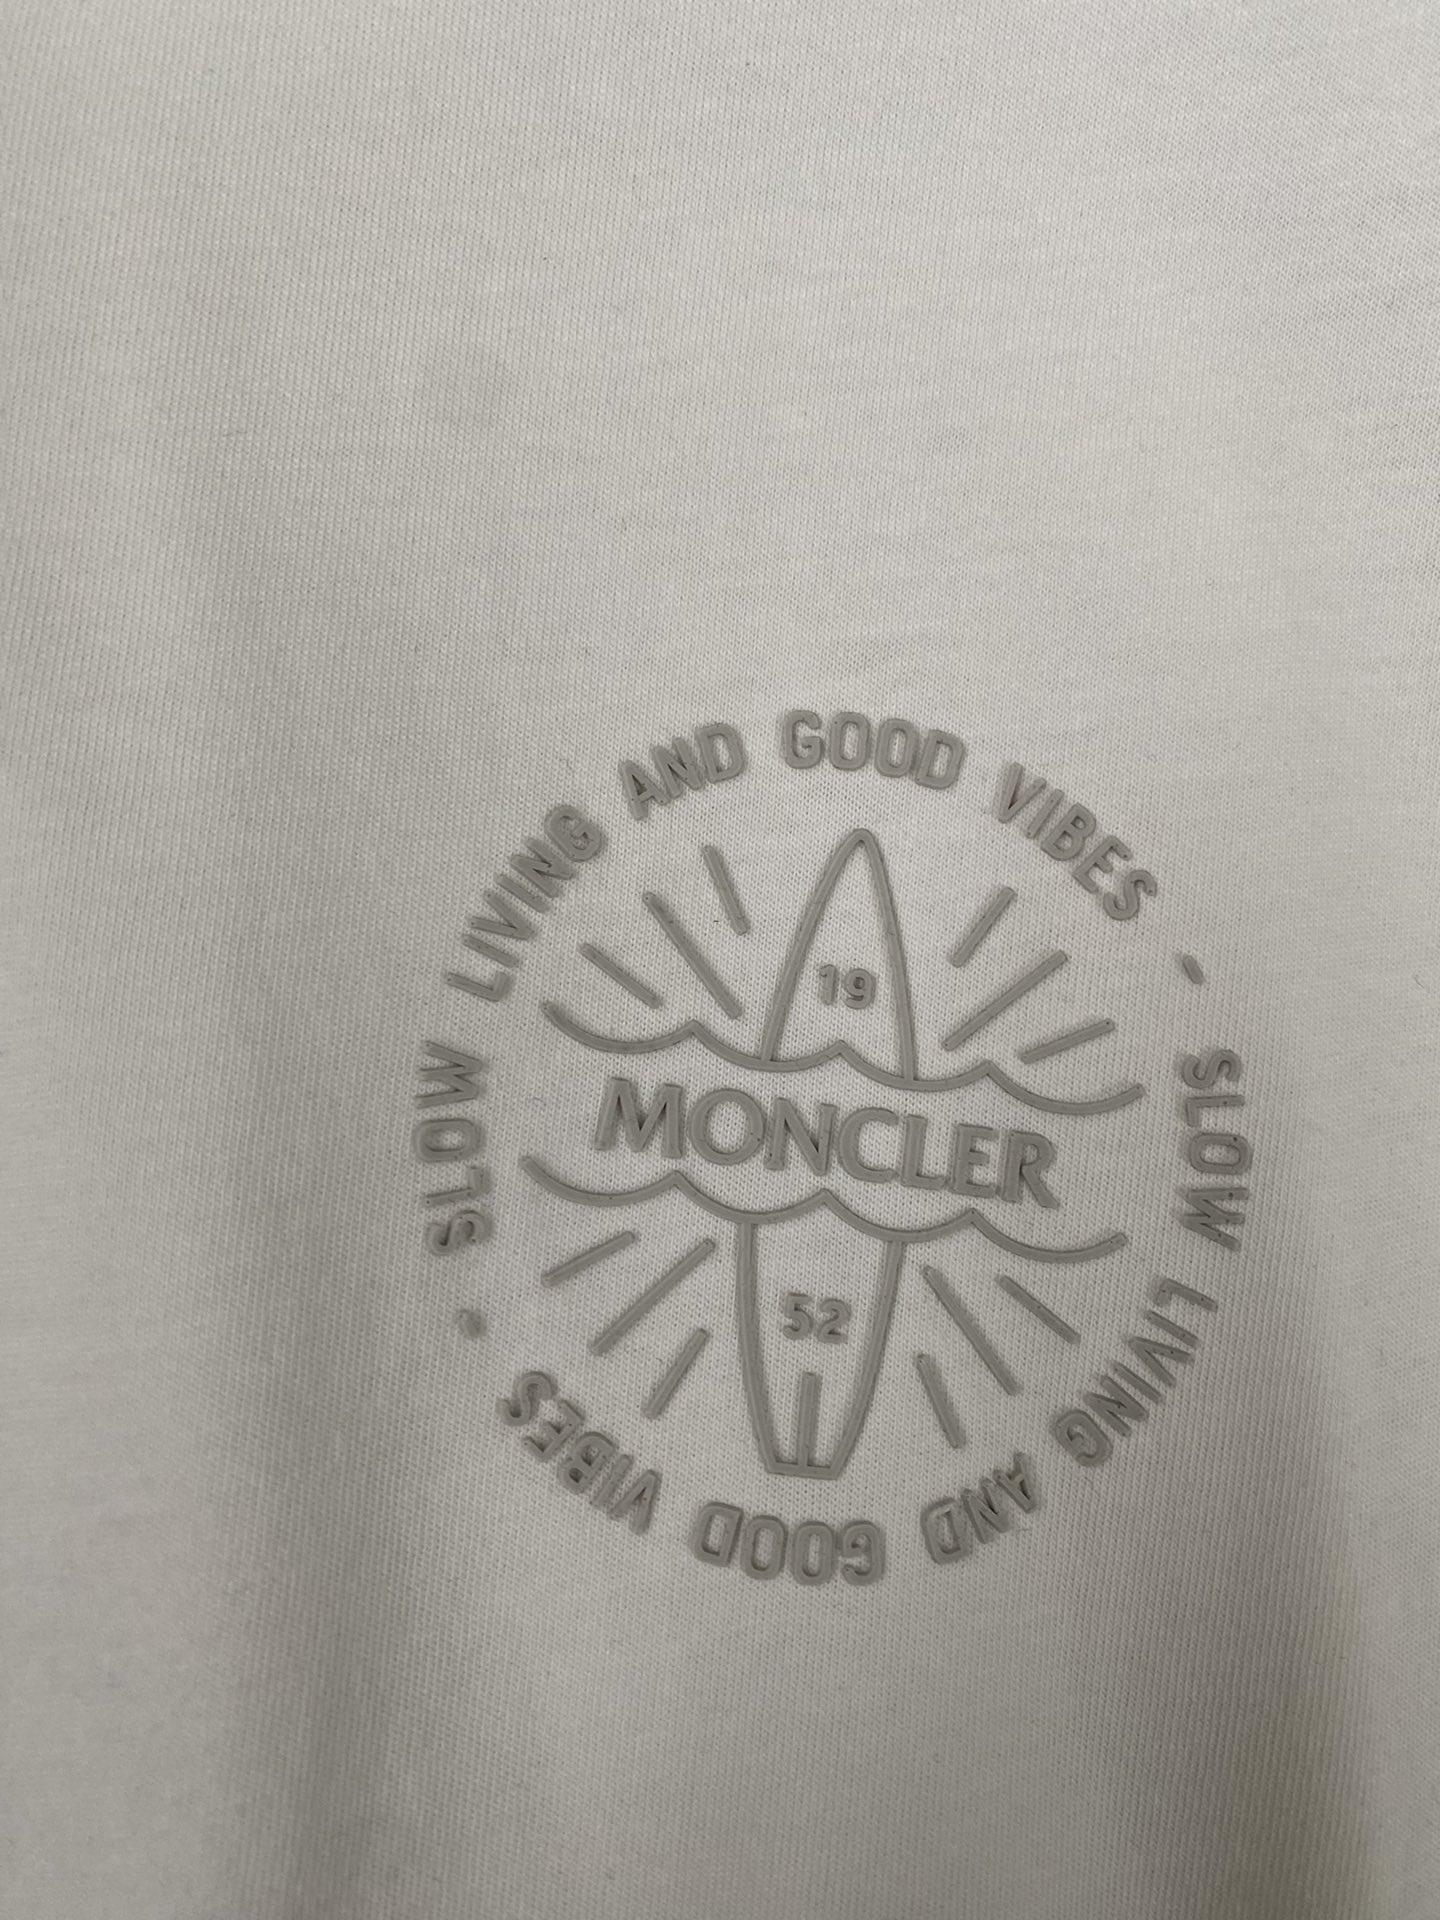 SLOW LIVING AND GOOD VIBES · SLOW LIVING AND GOOD VIBES ·
19
MONCLER
52